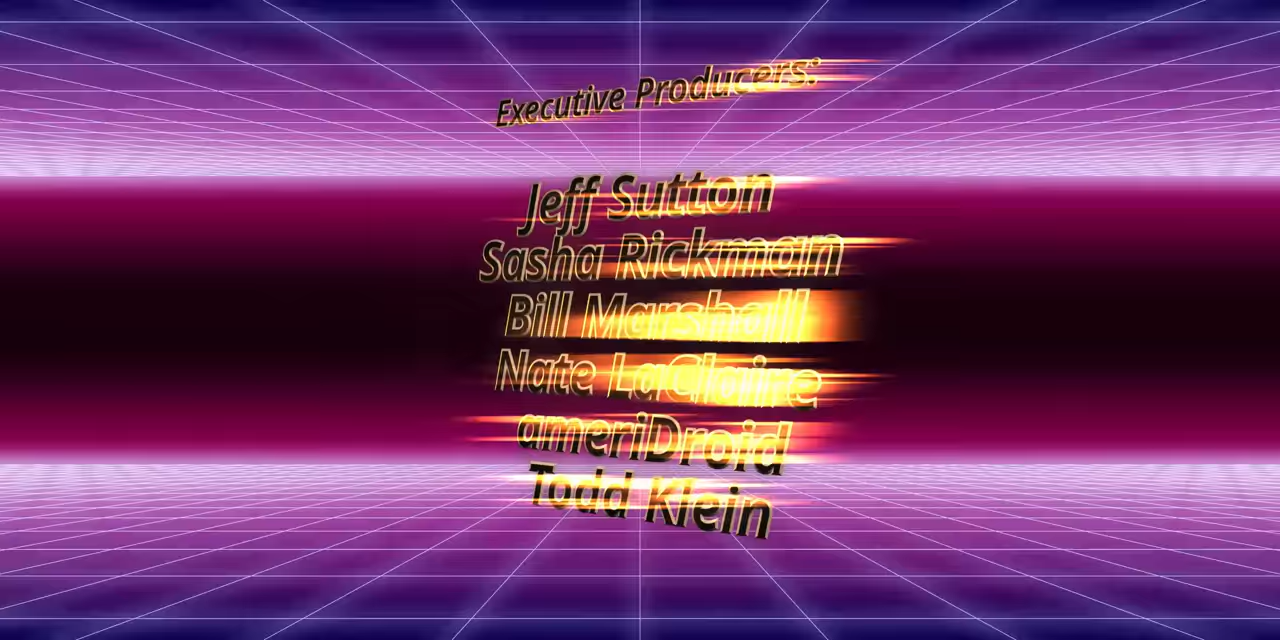 Executive Producers:
Jeff Sutton
Sasha Rickman
Bill Marshall
Nate LaClaire
ameriDroid
Todd Klein